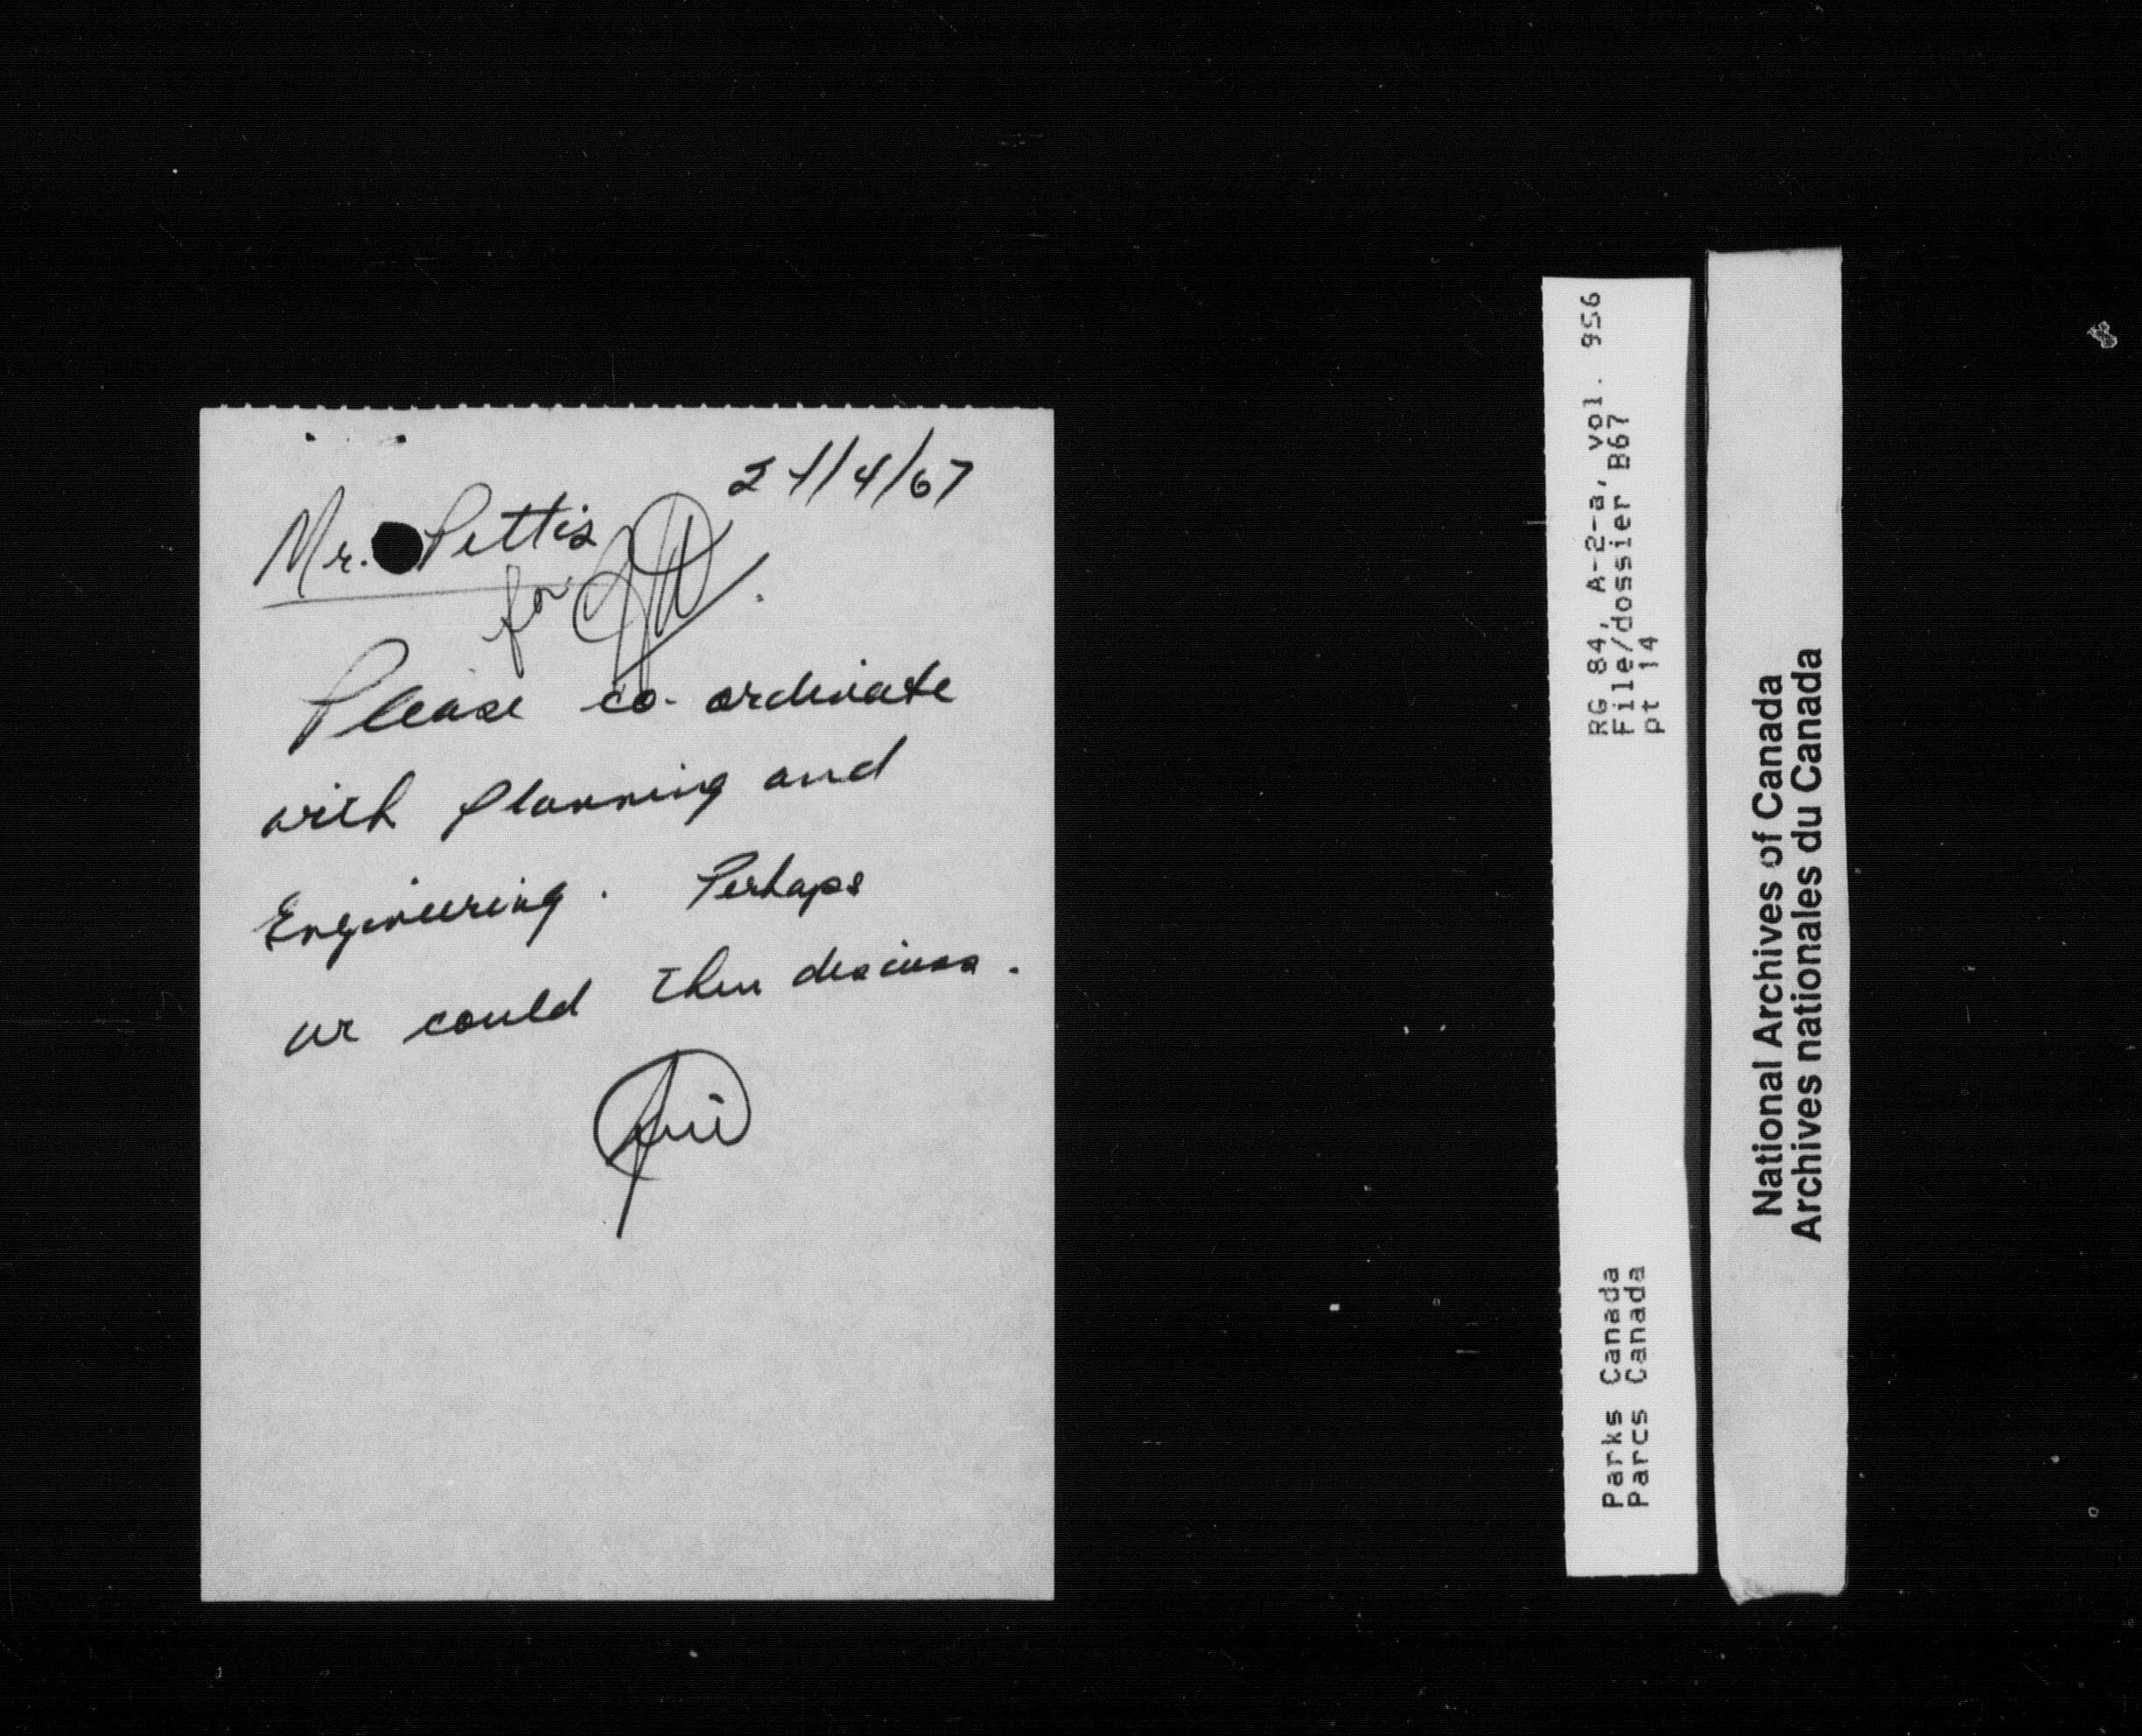 21/4/67
Mr. Pettis
for
Please co-ordinate
with Planning and
Engineering. Perhaps
we could then discuss.
RG 84, A-2-a, vol. 956
File/dossier B67
pt 14
Parks Canada
Parcs Canada
National Archives of Canada
Archives nationales du Canada